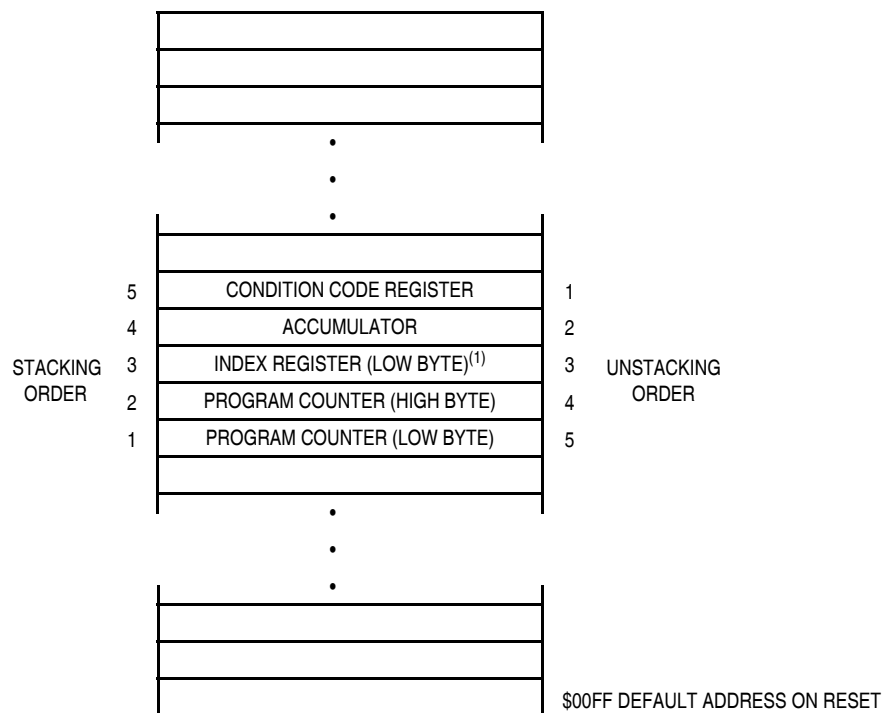 5 CONDITION CODE REGISTER 1
4 ACCUMULATOR 2
STACKING ORDER 3 INDEX REGISTER (LOW BYTE)(1) 3 UNSTACKING ORDER
2 PROGRAM COUNTER (HIGH BYTE) 4
1 PROGRAM COUNTER (LOW BYTE) 5
$00FF DEFAULT ADDRESS ON RESET